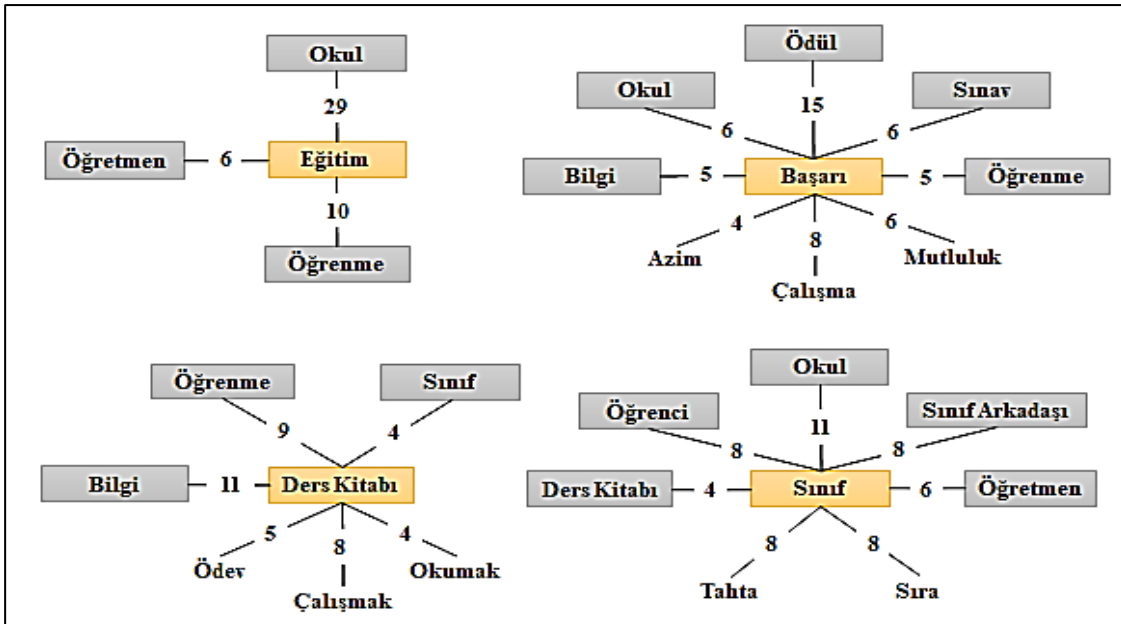 Okul
29
Öğretmen 6 Eğitim
10
Öğrenme
Ödül
Okul 15 Sınav
6 6
Bilgi 5 Başarı 5 Öğrenme
4 8 6
Azim Mutluluk
Çalışma
Öğrenme Sınıf
9 4
Bilgi 11 Ders Kitabı
5 8 4
Ödev Okumak
Çalışmak
Okul
Öğrenci 11 Sınıf Arkadaşı
8 8
Ders Kitabı 4 Sınıf 6 Öğretmen
8 8
Tahta Sıra